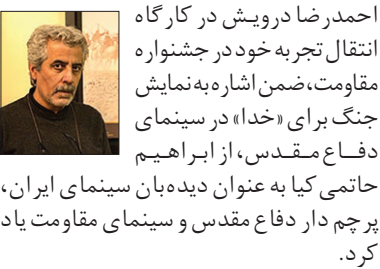 احمدرضا درویش در کارگاه
انتقال تجربه خود در جشنواره
مقاومت، ضمن اشاره به نمایش
جنگ برای «خدا» در سینمای
دفاع مقدس، از ابراهیم
حاتمی کیا به عنوان دیده‌بان سینمای ایران،
پرچم دار دفاع مقدس و سینمای مقاومت یاد
کرد.